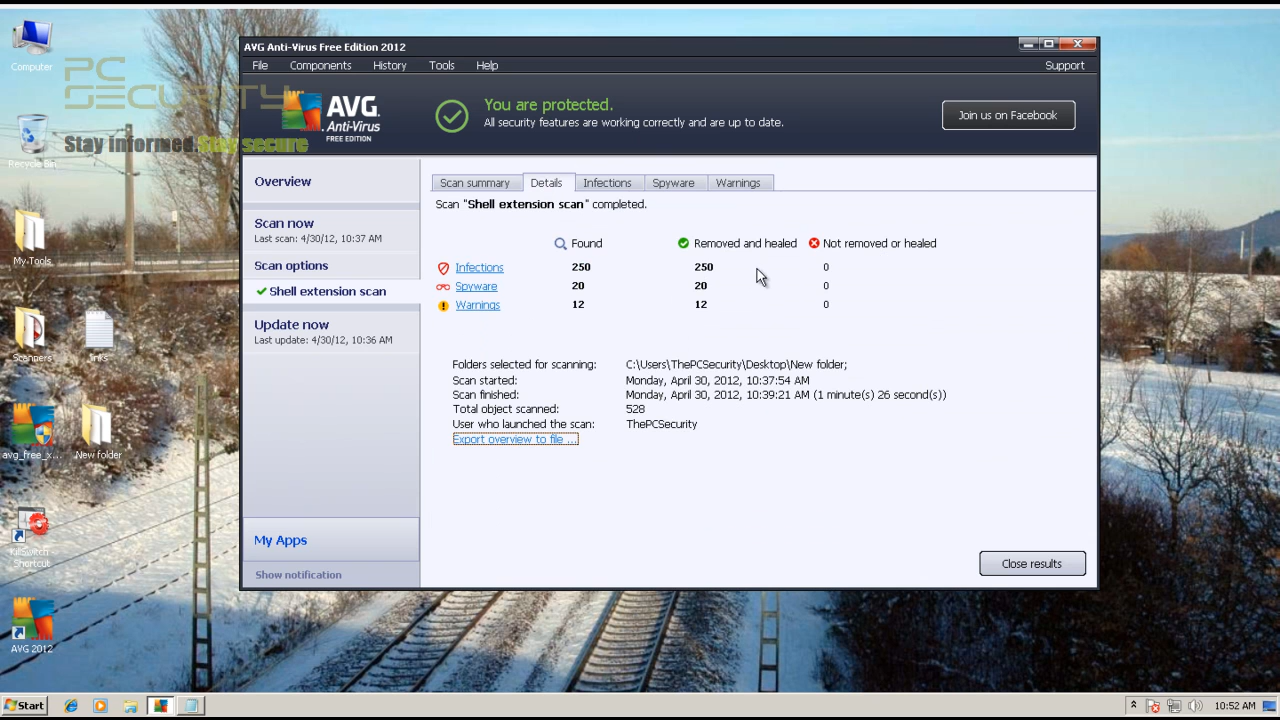 Computer
PC
SECURITY
Stay informed Stay secure
Recycle Bin
My Tools
Scanners
links
avg_free_x...
New folder
KillSwitch -
Shortcut
AVG 2012
AVG Anti-Virus Free Edition 2012
File Components History Tools Help Support
AVG.
Anti-Virus
FREE EDITION
You are protected.
All security features are working correctly and are up to date.
Join us on Facebook
Overview
Scan now
Last scan: 4/30/12, 10:37 AM
Scan options
Shell extension scan
Update now
Last update: 4/30/12, 10:36 AM
My Apps
Show notification
Scan summary Details Infections Spyware Warnings
Scan "Shell extension scan" completed.
Found Removed and healed Not removed or healed
Infections 250 250 0
Spyware 20 20 0
Warnings 12 12 0
Folders selected for scanning: C:\Users\ThePCSecurity\Desktop\New folder;
Scan started: Monday, April 30, 2012, 10:37:54 AM
Scan finished: Monday, April 30, 2012, 10:39:21 AM (1 minute(s) 26 second(s))
Total object scanned: 528
User who launched the scan: ThePCSecurity
Export overview to file ...
Close results
Start
10:52 AM